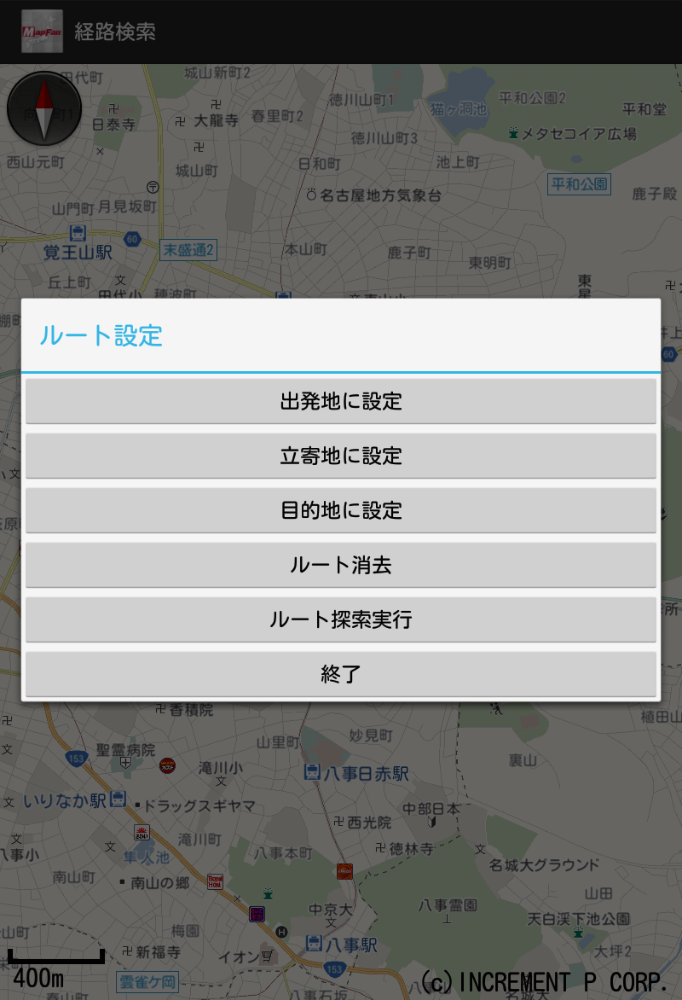 MapFan 経路検索
田代町
城山新町2
徳川山町1
猫ヶ洞池
平和公園2
平和堂
日泰寺
大龍寺
春里町2
メタセコイア広場
徳川山町3
西山元町
城山町
日和町
池上町
平和公園
鹿子殿
名古屋地方気象台
山門町
月見坂町
覚王山駅
60
末盛通2
本山町
鹿子町
東明町
丘上町
田代小
穂波町
60
ルート設定
出発地に設定
立寄地に設定
目的地に設定
ルート消去
ルート探索実行
終了
香積院
植田山
聖霊病院
153
滝川小
山里町
妙見町
裏山
八事日赤駅
いりなか駅
ドラッグスギヤマ
中部日本
西光院
滝川町
八事小
隼人池
八事本町
徳林寺
名城大グラウンド
南山町
南山の郷
Royal Host
山田
中京大
八事霊園
天白渓下池公園
梅園
新福寺
イオン
八事駅
大坪2
153
400m
雲雀ケ岡
八事石坂
(c)INCREMENT P CORP.